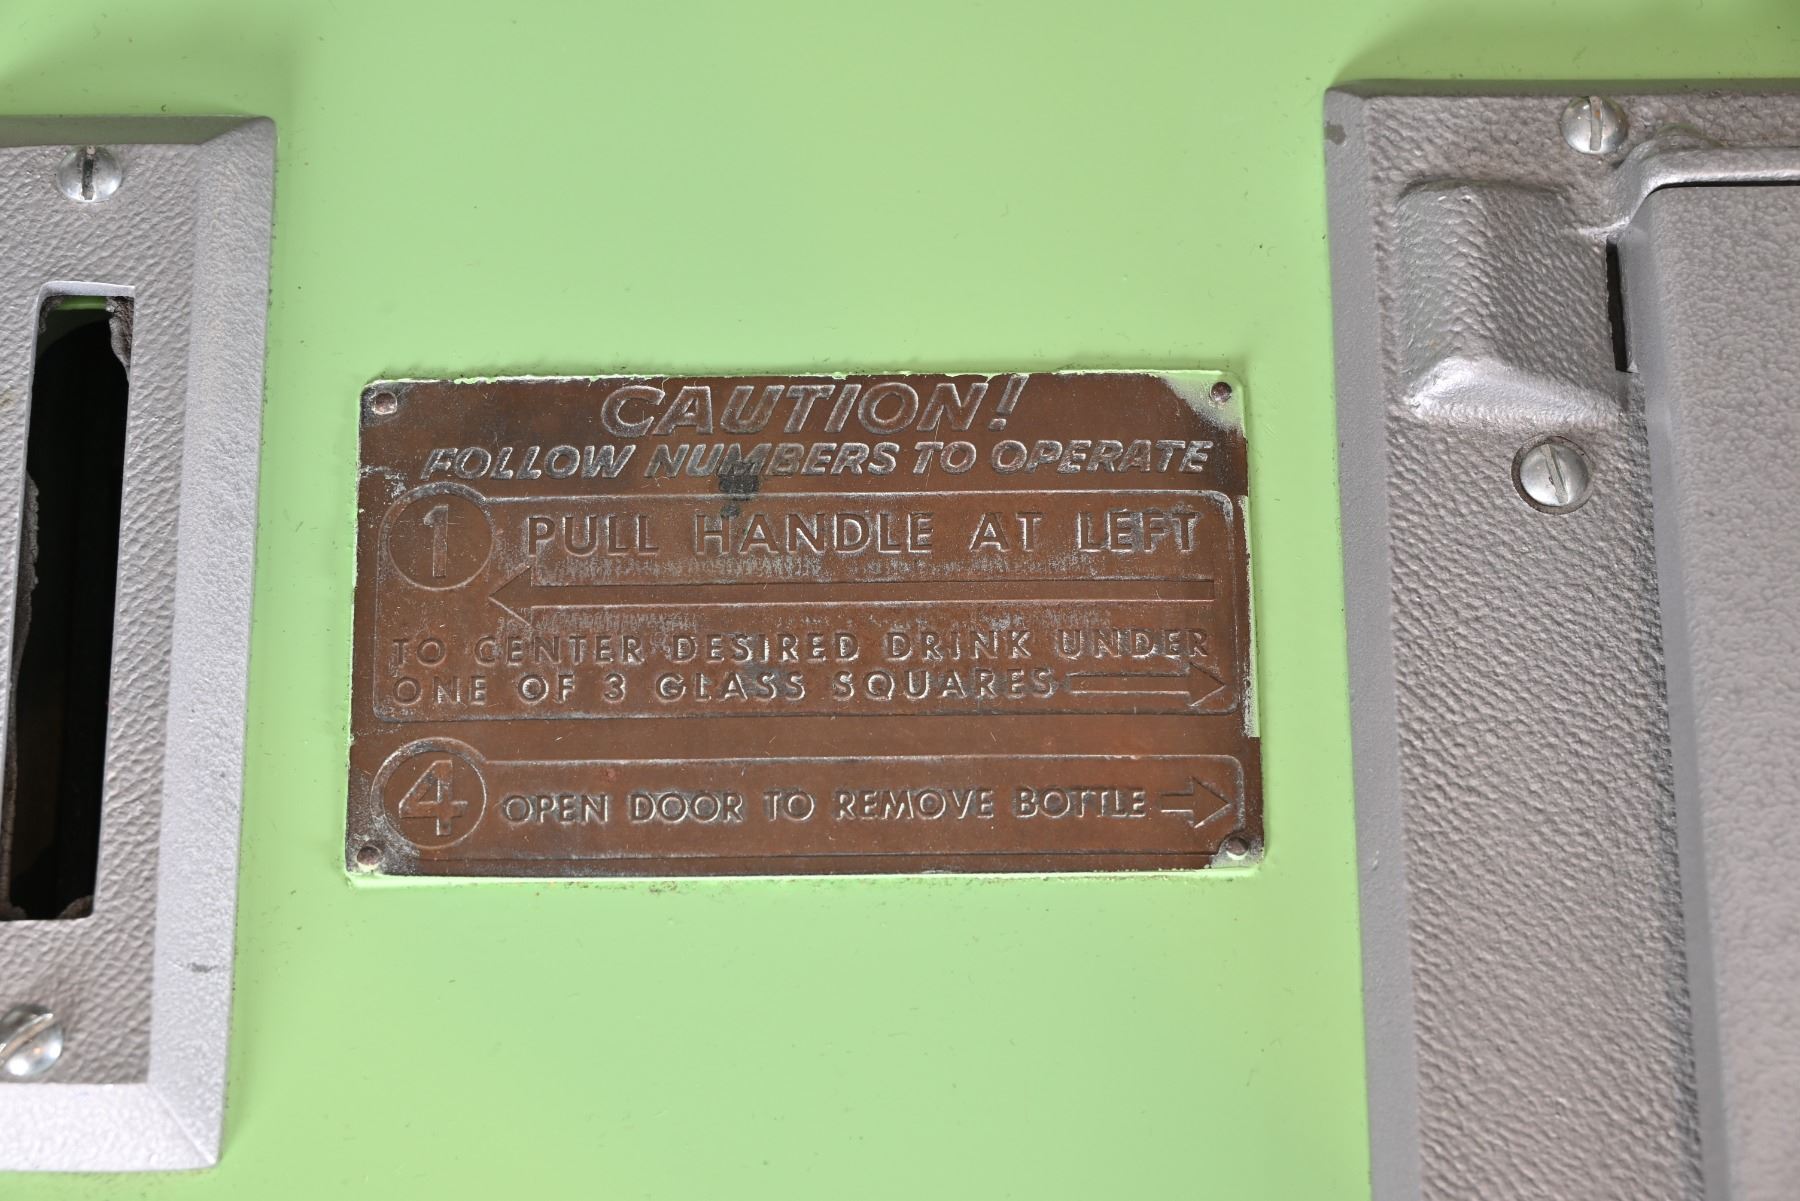 CAUTION!
FOLLOW NUMBERS TO OPERATE
1 PULL HANDLE AT LEFT
TO CENTER DESIRED DRINK UNDER
ONE OF 3 GLASS SQUARES
4 OPEN DOOR TO REMOVE BOTTLE